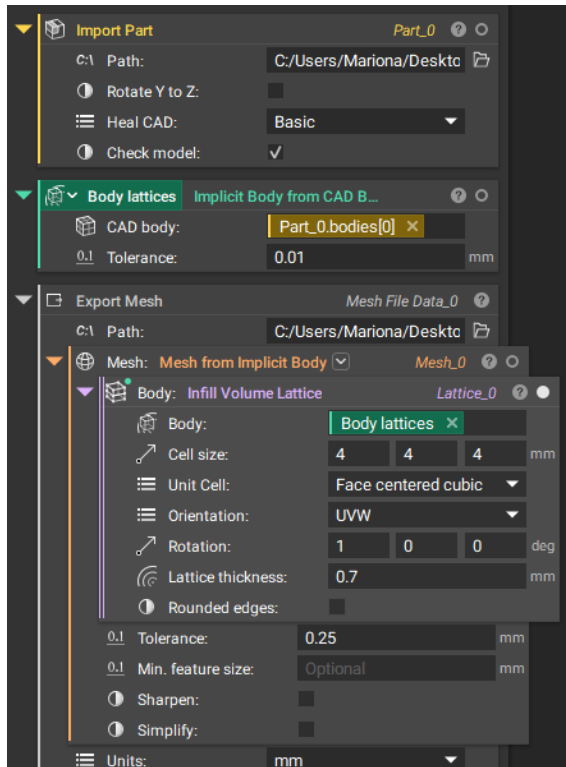 Import Part Part_0 ?
C:\ Path: C:/Users/Mariona/Deskto
Rotate Y to Z:
Heal CAD: Basic
Check model:
Body lattices Implicit Body from CAD B... ?
CAD body: Part_0.bodies[0] ×
0.1 Tolerance: 0.01 mm
Export Mesh Mesh File Data_0 ?
C:\ Path: C:/Users/Mariona/Deskto
Mesh: Mesh from Implicit Body Mesh_0 ?
Body: Infill Volume Lattice Lattice_0 ?
Body: Body lattices ×
Cell size: 4 4 4 mm
Unit Cell: Face centered cubic
Orientation: UVW
Rotation: 1 0 0 deg
Lattice thickness: 0.7 mm
Rounded edges:
0.1 Tolerance: 0.25 mm
0.1 Min. feature size: Optional mm
Sharpen:
Simplify:
Units: mm